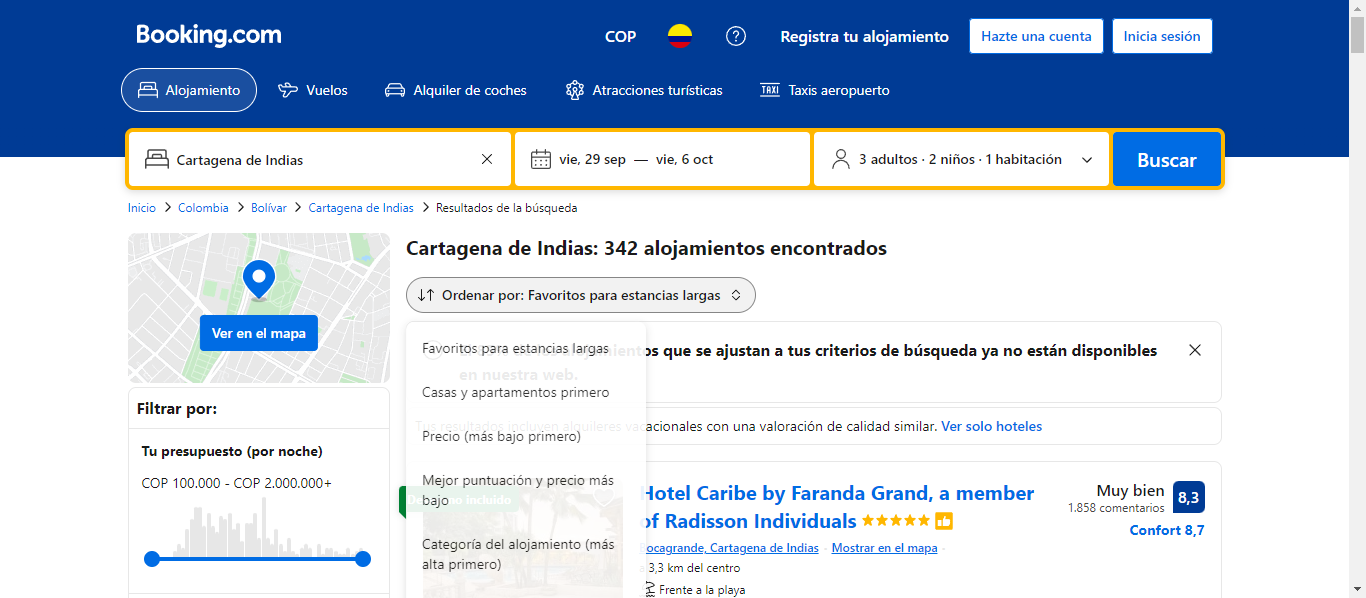 Booking.com
COP
Registra tu alojamiento
Hazte una cuenta
Inicia sesión
Alojamiento
Vuelos
Alquiler de coches
Atracciones turísticas
TAXI
Taxis aeropuerto
Cartagena de Indias
vie, 29 sep — vie, 6 oct
3 adultos · 2 niños · 1 habitación
Buscar
Inicio > Colombia > Bolívar > Cartagena de Indias > Resultados de la búsqueda
Ver en el mapa
Filtrar por:
Tu presupuesto (por noche)
COP 100.000 - COP 2.000.000+
Cartagena de Indias: 342 alojamientos encontrados
Ordenar por: Favoritos para estancias largas
Favoritos para estancias largas
Casas y apartamentos primero
Precio (más bajo primero)
Mejor puntuación y precio más
bajo
Categoría del alojamiento (más
alta primero)
que se ajustan a tus criterios de búsqueda ya no están disponibles
en nuestra web.
Tus resultados incluyen alquileres vacacionales con una valoración de calidad similar. Ver solo hoteles
incluido
Hotel Caribe by Faranda Grand, a member
of Radisson Individuals
Bocagrande, Cartagena de Indias · Mostrar en el mapa ·
a 3,3 km del centro
Frente a la playa
Muy bien
8,3
1.858 comentarios
Confort 8,7